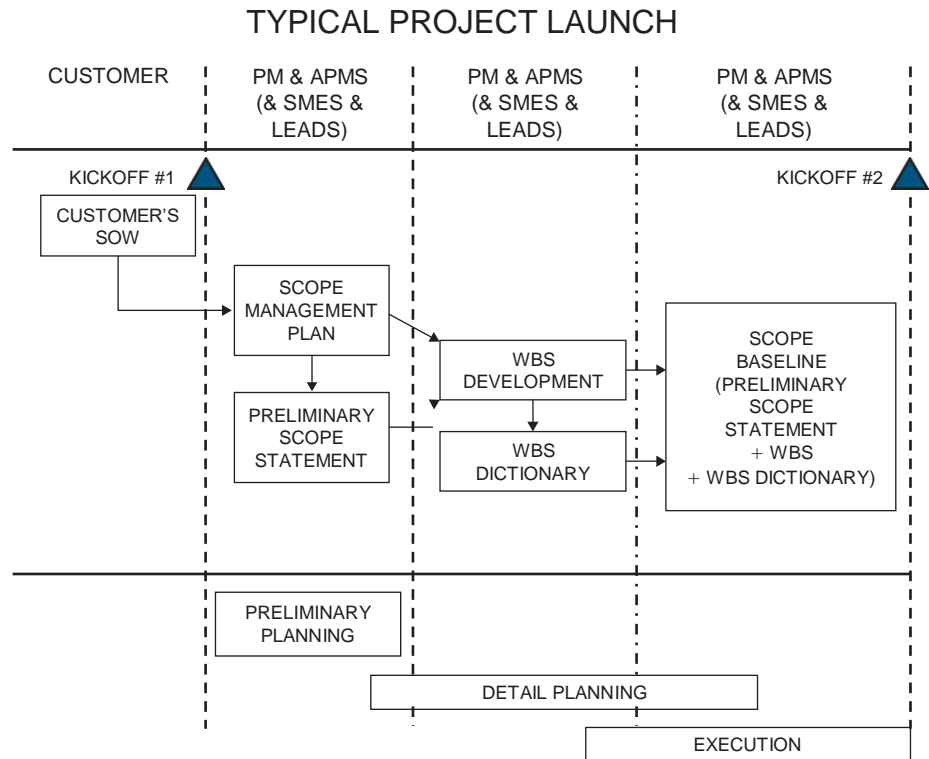 TYPICAL PROJECT LAUNCH
CUSTOMER
PM & APMS
(& SMES &
LEADS)
PM & APMS
(& SMES &
LEADS)
PM & APMS
(& SMES &
LEADS)
KICKOFF #1
KICKOFF #2
CUSTOMER’S
SOW
SCOPE
MANAGEMENT
PLAN
PRELIMINARY
SCOPE
STATEMENT
WBS
DEVELOPMENT
WBS
DICTIONARY
SCOPE
BASELINE
(PRELIMINARY
SCOPE
STATEMENT
+ WBS
+ WBS DICTIONARY)
PRELIMINARY
PLANNING
DETAIL PLANNING
EXECUTION